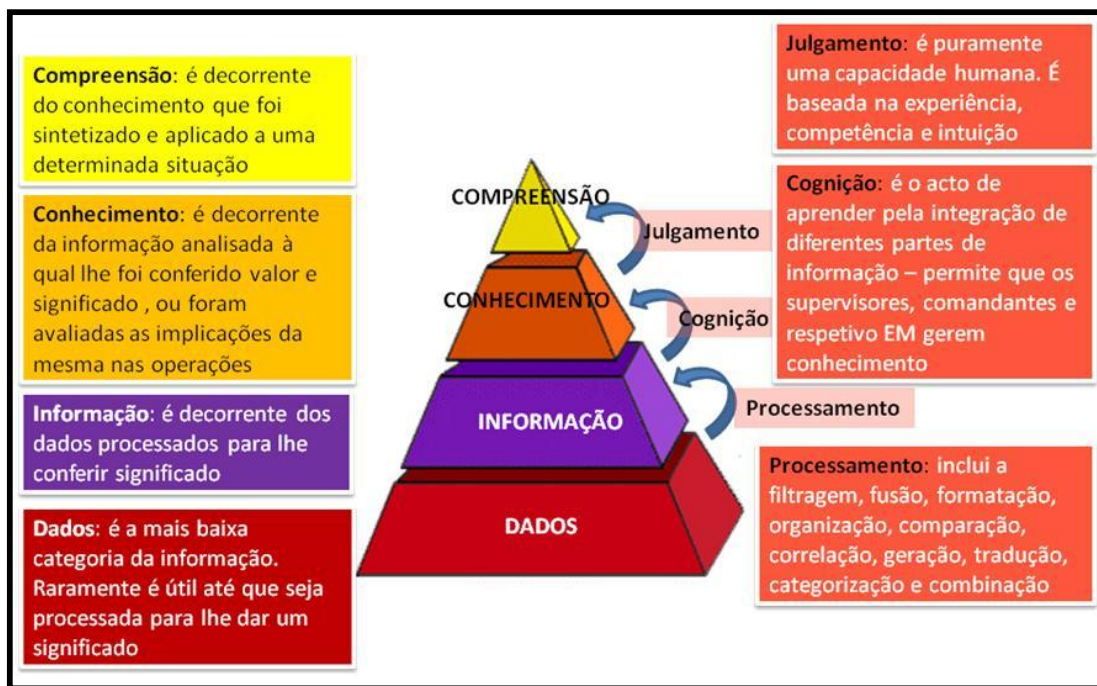 Compreensão: é decorrente
do conhecimento que foi
sintetizado e aplicado a uma
determinada situação
Conhecimento: é decorrente
da informação analisada à
qual lhe foi conferido valor e
significado , ou foram
avaliadas as implicações da
mesma nas operações
Informação: é decorrente dos
dados processados para lhe
conferir significado
Dados: é a mais baixa
categoria da informação.
Raramente é útil até que seja
processada para lhe dar um
significado
COMPREENSÃO
Julgamento
CONHECIMENTO
Cognição
INFORMAÇÃO
Processamento
DADOS
Julgamento: é puramente
uma capacidade humana. É
baseada na experiência,
competência e intuição
Cognição: é o acto de
aprender pela integração de
diferentes partes de
informação – permite que os
supervisores, comandantes e
respetivo EM gerem
conhecimento
Processamento: inclui a
filtragem, fusão, formatação,
organização, comparação,
correlação, geração, tradução,
categorização e combinação